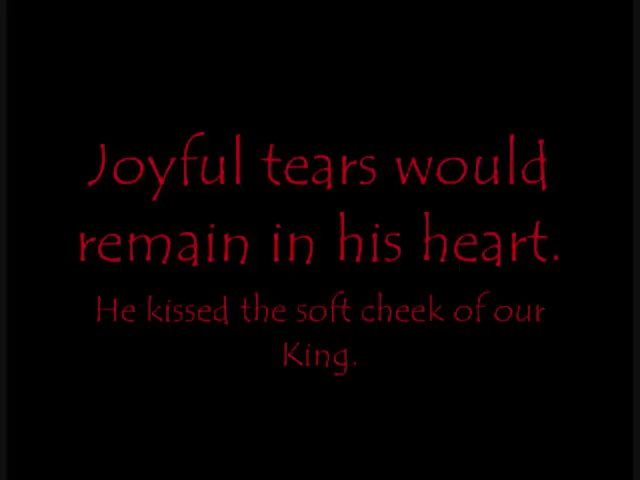 Joyful tears would
remain in his heart.
He kissed the soft cheek of our
King.